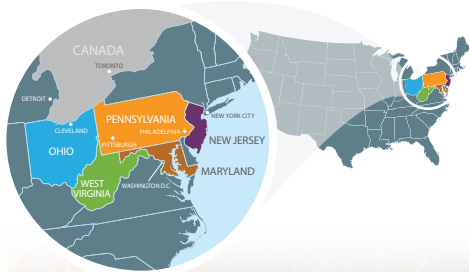 CANADA
TORONTO
DETROIT
CLEVELAND
PENNSYLVANIA
NEW YORK CITY
PHILADELPHIA
PITTSBURGH
NEW JERSEY
OHIO
MARYLAND
WEST
VIRGINIA
WASHINGTON D.C.